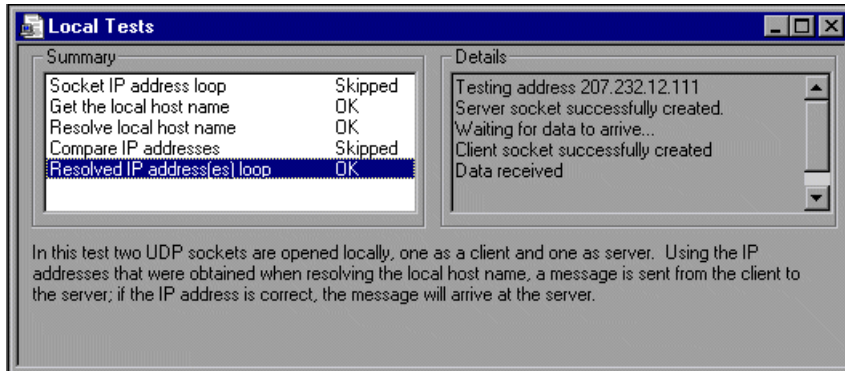 Local Tests
Summary
Socket IP address loop Skipped
Get the local host name OK
Resolve local host name OK
Compare IP addresses Skipped
Resolved IP address(es) loop OK
Details
Testing address 207.232.12.111
Server socket successfully created.
Waiting for data to arrive...
Client socket successfully created
Data received
In this test two UDP sockets are opened locally, one as a client and one as server.  Using the IP
addresses that were obtained when resolving the local host name, a message is sent from the client to
the server; if the IP address is correct, the message will arrive at the server.